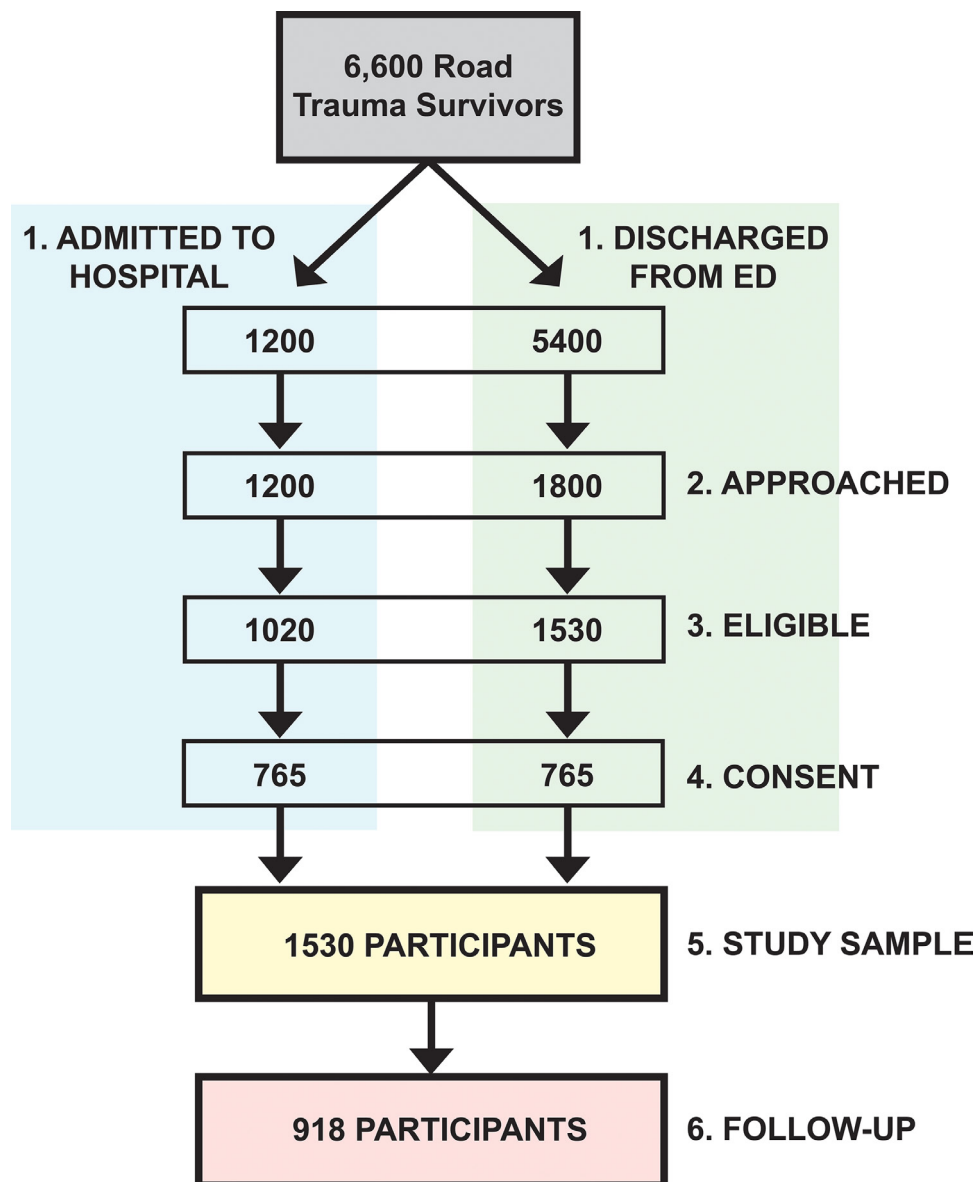 6,600 Road
Trauma Survivors
1. ADMITTED TO
HOSPITAL
1. DISCHARGED
FROM ED
1200
5400
1200
1800
2. APPROACHED
1020
1530
3. ELIGIBLE
765
765
4. CONSENT
1530 PARTICIPANTS
5. STUDY SAMPLE
918 PARTICIPANTS
6. FOLLOW-UP